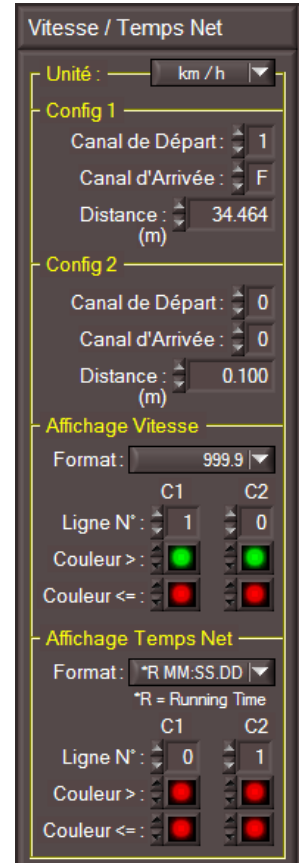 Vitesse / Temps Net
Unité : km / h
Config 1
Canal de Départ : 1
Canal d'Arrivée : F
Distance : 34.464
(m)
Config 2
Canal de Départ : 0
Canal d'Arrivée : 0
Distance : 0.100
(m)
Affichage Vitesse
Format : 999.9
C1 C2
Ligne N° : 1 0
Couleur > :
Couleur <= :
Affichage Temps Net
Format : *R MM:SS.DD
*R = Running Time
C1 C2
Ligne N° : 0 1
Couleur > :
Couleur <= :